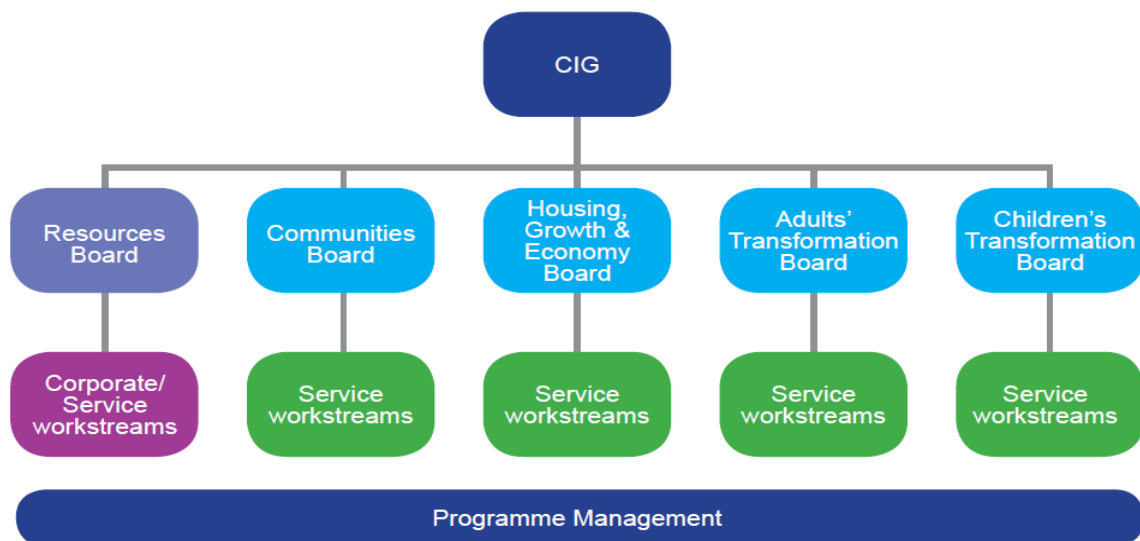 CIG
Resources
Board
Communities
Board
Housing,
Growth &
Economy
Board
Adults’
Transformation
Board
Children’s
Transformation
Board
Corporate/
Service
workstreams
Service
workstreams
Service
workstreams
Service
workstreams
Service
workstreams
Programme Management